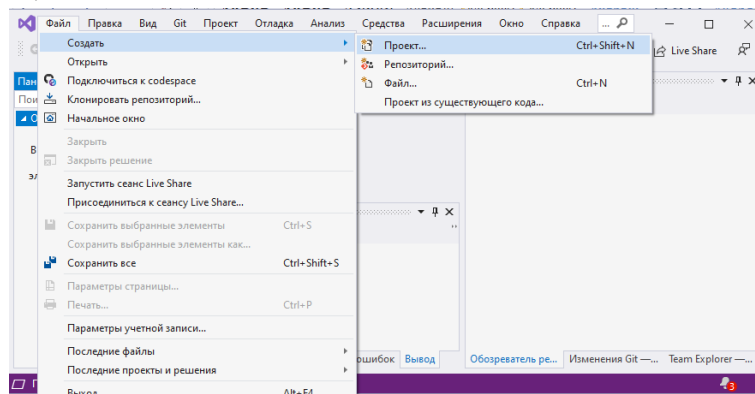 Файл Правка Вид Git Проект Отладка Анализ Средства Расширения Окно Справка ...
Создать
Проект... Ctrl+Shift+N
Live Share
Открыть
Репозиторий...
Подключиться к codespace
Файл... Ctrl+N
Клонировать репозиторий...
Проект из существующего кода...
Начальное окно
Закрыть
Закрыть решение
Запустить сеанс Live Share
Присоединиться к сеансу Live Share...
Сохранить выбранные элементы Ctrl+S
Сохранить выбранные элементы как...
Сохранить все Ctrl+Shift+S
Параметры страницы...
Печать... Ctrl+P
Параметры учетной записи...
Последние файлы
Вывод Обозреватель ре... Изменения Git —... Team Explorer —...
Последние проекты и решения
3
Выход Alt+F4